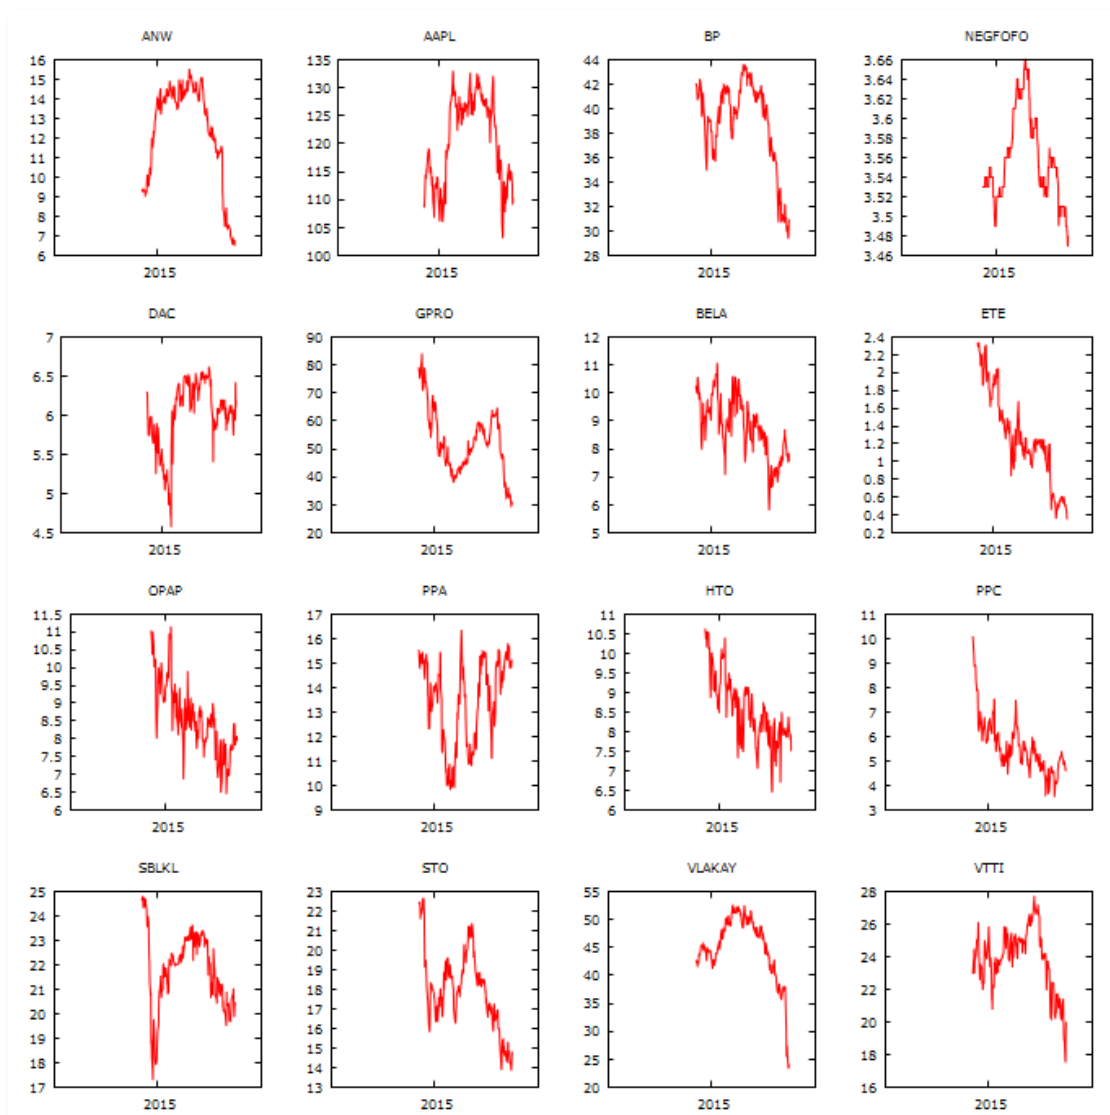 ANW AAPL BP NEGFOFO
16 135 44 3.66
15 130 42 3.64
14 125 40 3.62
13 120 38 3.6
12 115 36 3.58
11 110 34 3.56
10 105 32 3.54
9 100 30 3.52
8 28 3.5
7 3.48
6 3.46
2015 2015 2015 2015
DAC GPRO BELA ETE
7 90 12 2.4
6.5 80 11 2.2
6 70 10 2
5.5 60 9 1.8
5 50 8 1.6
4.5 40 7 1.4
30 6 1.2
20 5 1
0.8
0.6
0.4
0.2
2015 2015 2015 2015
OPAP PPA HTO PPC
11.5 17 11 11
11 16 10.5 10
10.5 15 10 9
10 14 9.5 8
9.5 13 9 7
9 12 8.5 6
8.5 11 8 5
8 10 7.5 4
7.5 9 7 3
7 6.5
6.5 6
6
2015 2015 2015 2015
SBLKL STO VLAKAY VTTI
25 23 55 28
24 22 50 26
23 21 45 24
22 20 40 22
21 19 35 20
20 18 30 18
19 17 25 16
18 16 20
17 15
14
13
2015 2015 2015 2015